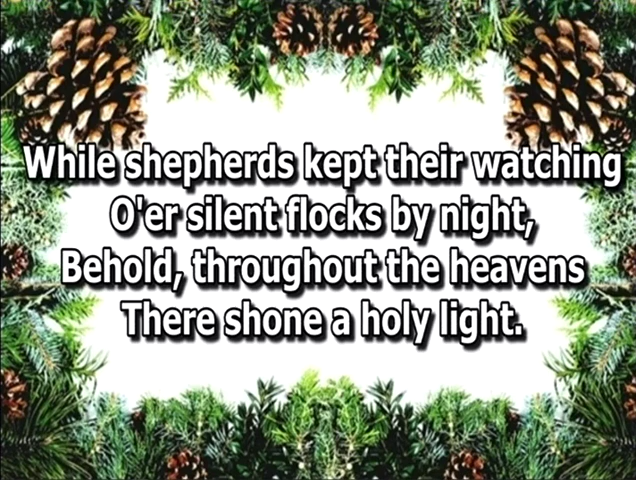 While shepherds kept their watching
O'er silent flocks by night,
Behold, throughout the heavens
There shone a holy light.